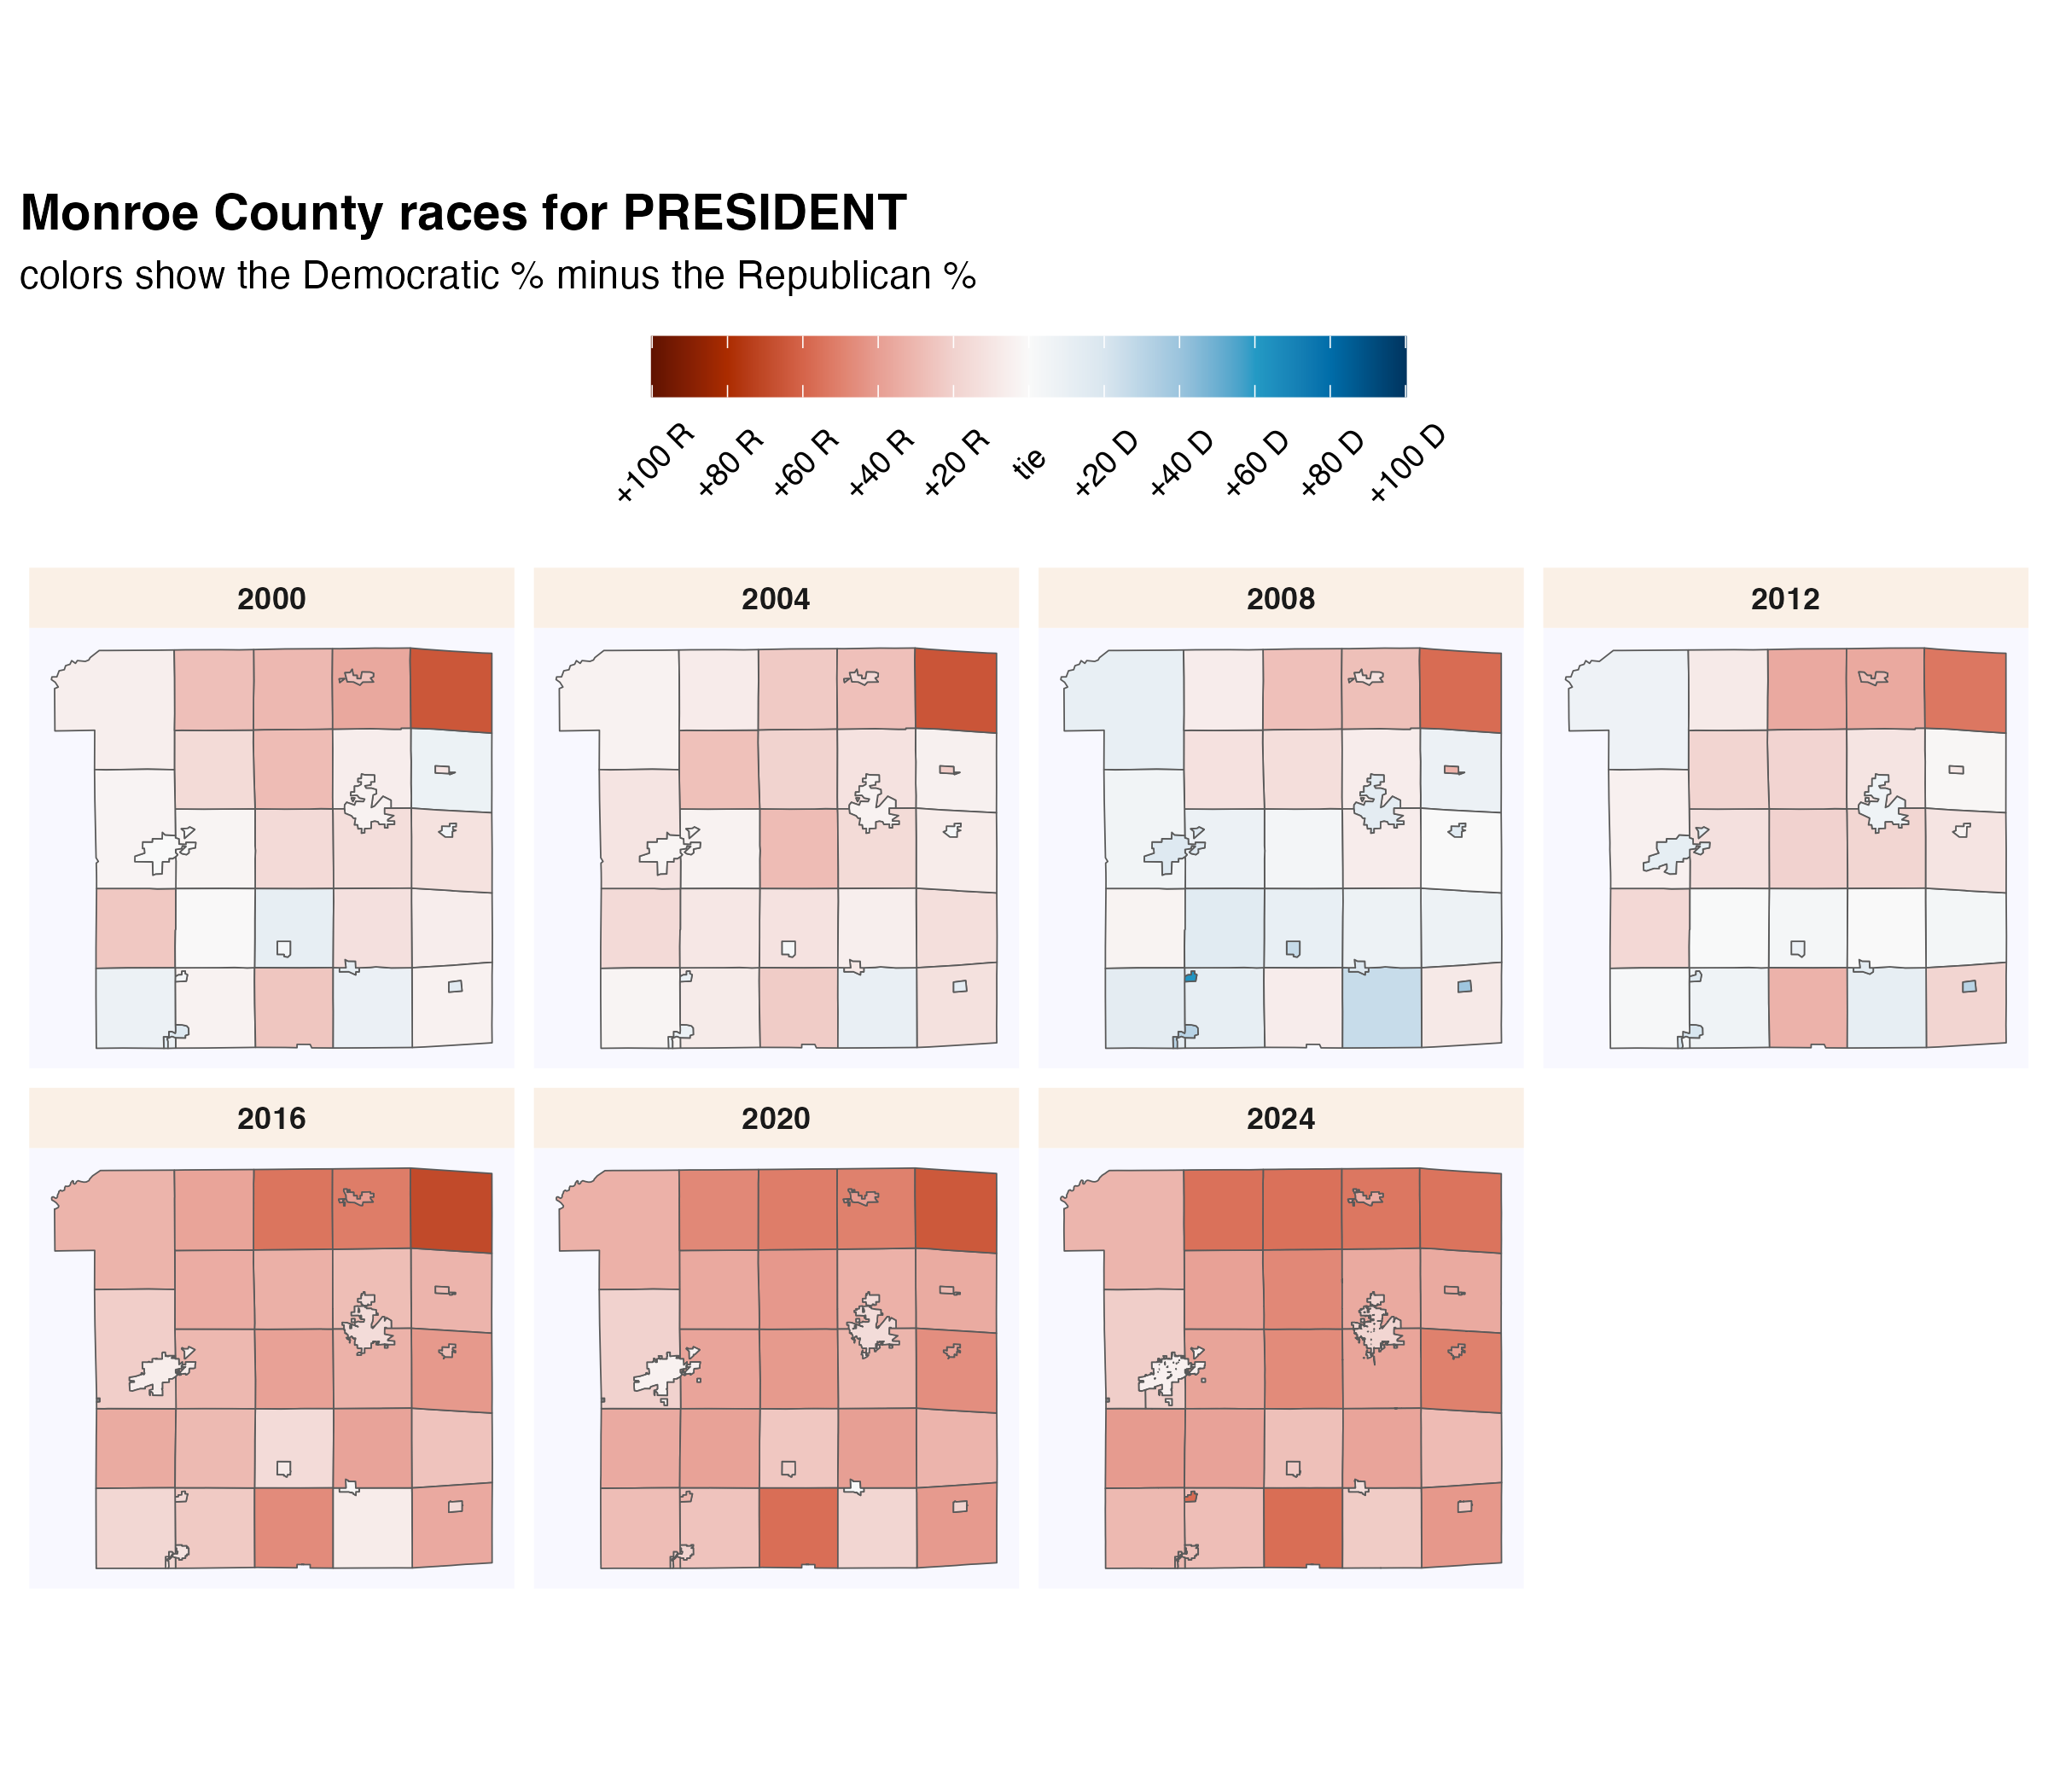 Monroe County races for PRESIDENT
colors show the Democratic % minus the Republican %
+100 R
+80 R
+60 R
+40 R
+20 R
tie
+20 D
+40 D
+60 D
+80 D
+100 D
2000
2004
2008
2012
2016
2020
2024